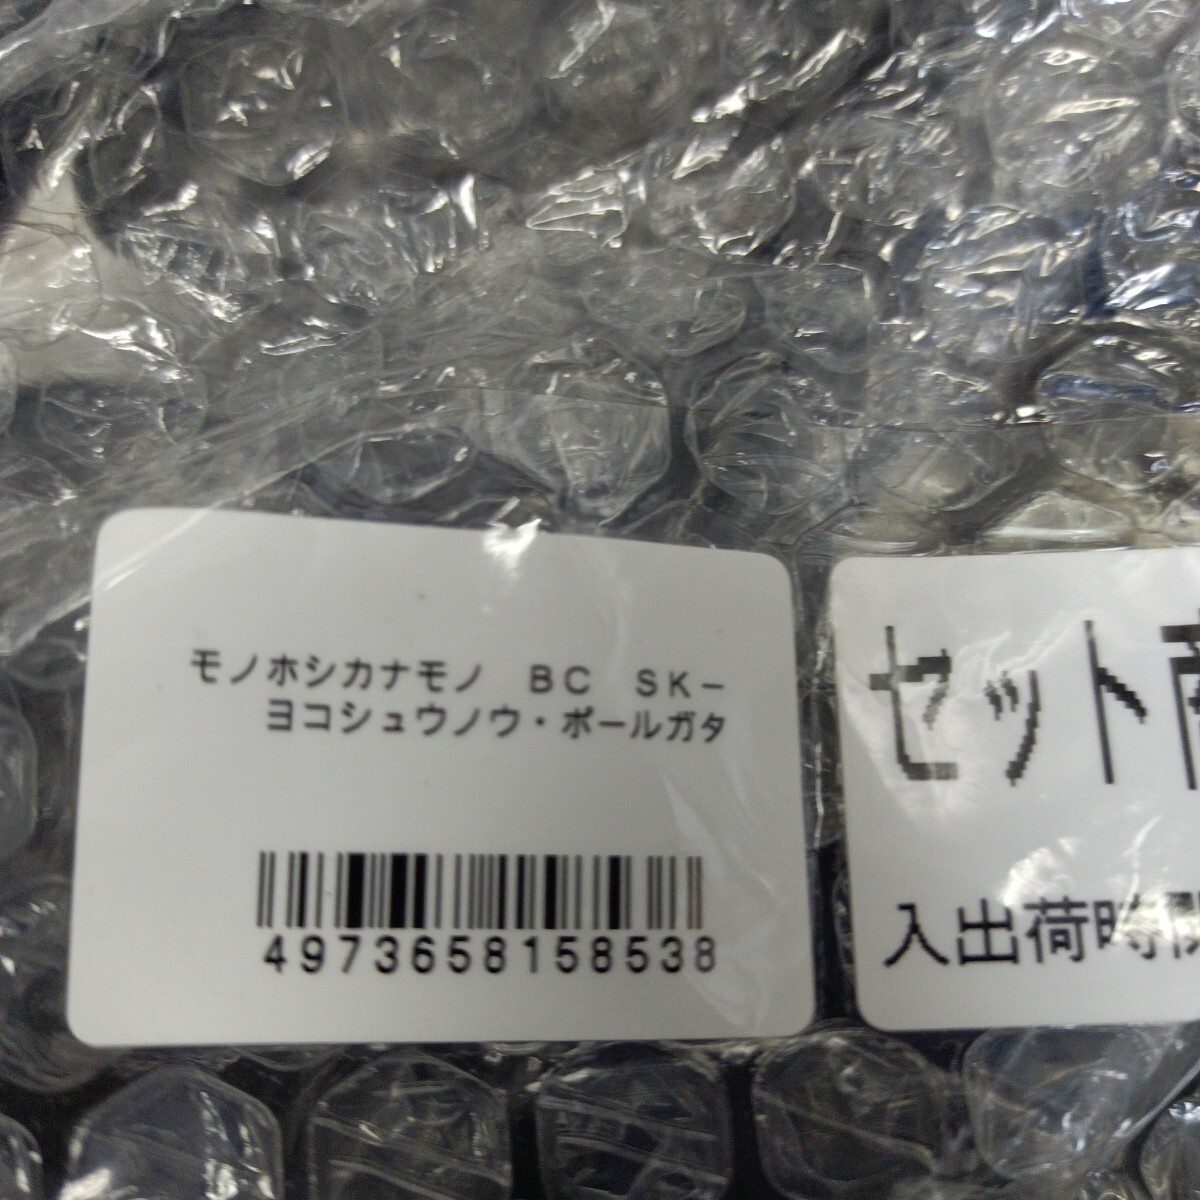 モノホシカナモノ　BC　SK－
ヨコシュウノウ・ポールガタ
4973658158538
セット商
入出荷時